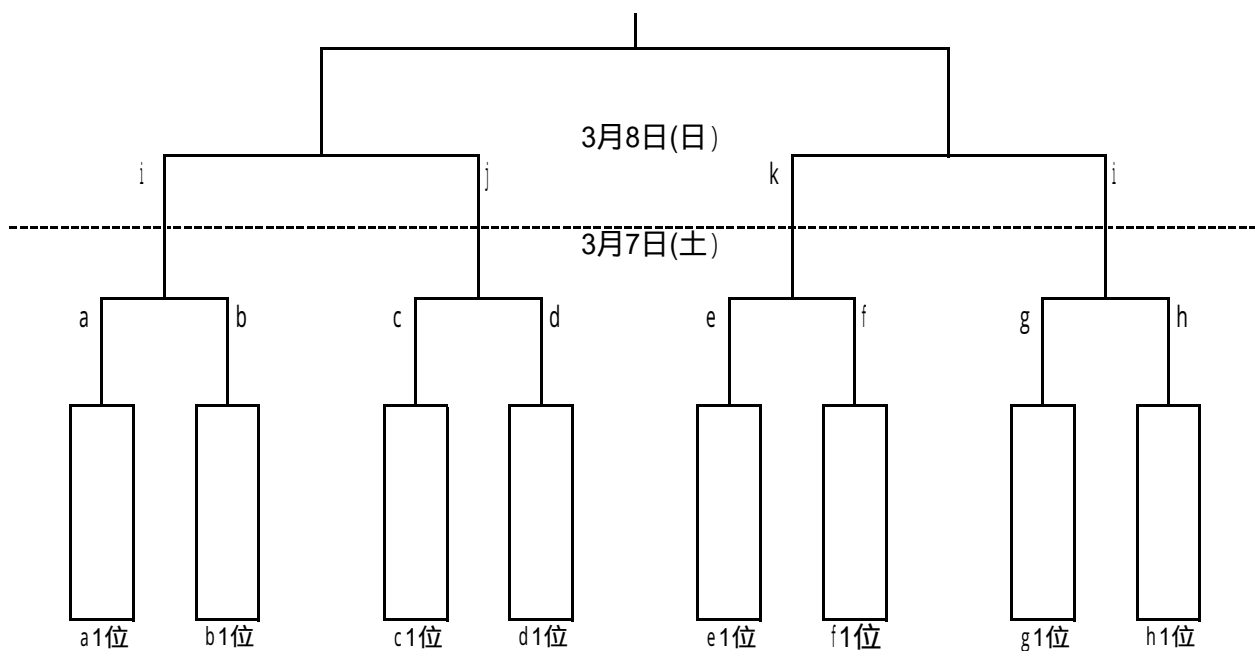 3月8日(日)
i j k i
3月7日(土)
a b c d e f g h
a1位 b1位 c1位 d1位 e1位 f1位 g1位 h1位